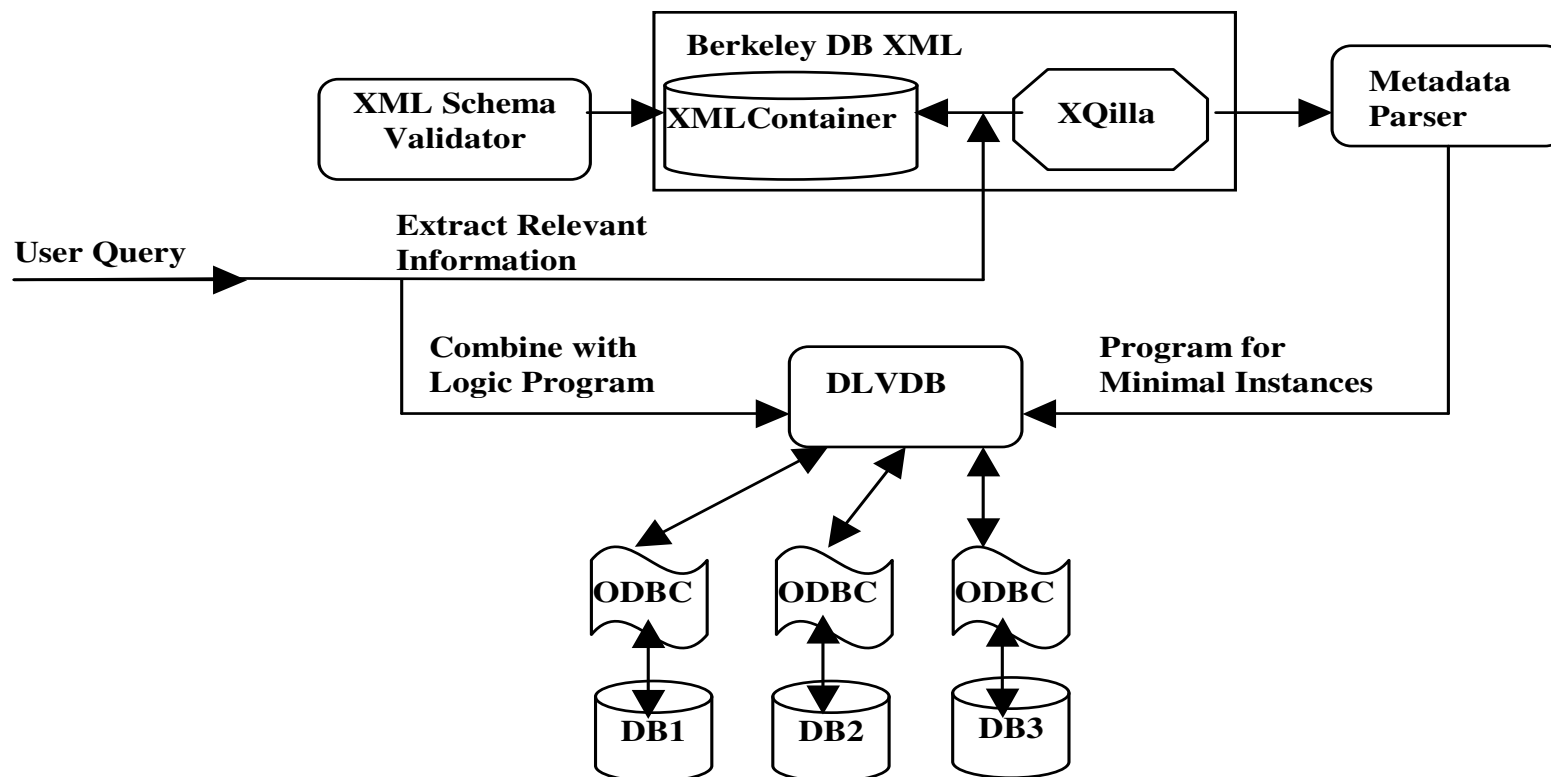 Berkeley DB XML
XML Schema
Validator
XMLContainer
XQilla
Metadata
Parser
User Query
Extract Relevant
Information
Combine with
Logic Program
DLVDB
Program for
Minimal Instances
ODBC
ODBC
ODBC
DB1
DB2
DB3